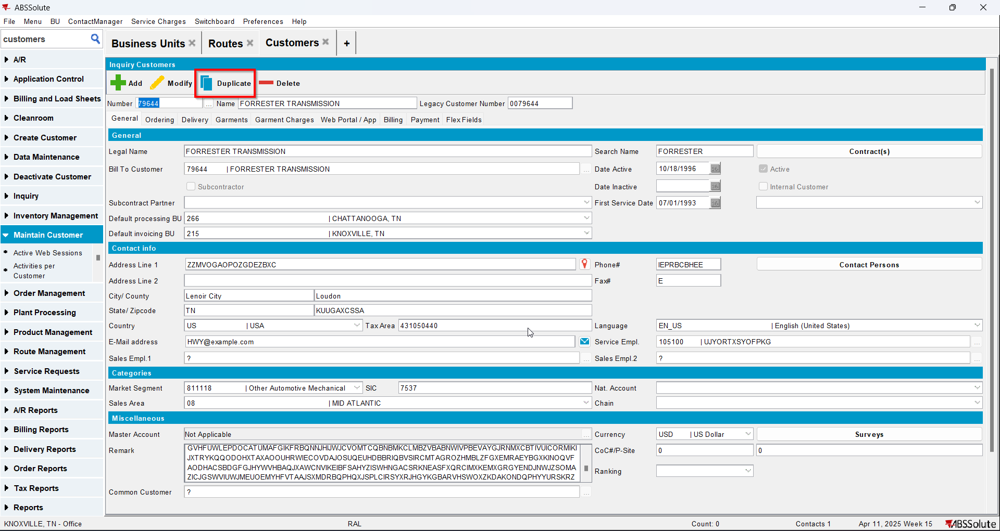 ABSSolute
File Menu BU ContactManager Service Charges Switchboard Preferences Help
customers
Business Units Routes Customers +
A/R
Application Control
Billing and Load Sheets
Cleanroom
Create Customer
Data Maintenance
Deactivate Customer
Inquiry
Inventory Management
Maintain Customer
Active Web Sessions
Activities per
Customer
Order Management
Plant Processing
Product Management
Route Management
Service Requests
System Maintenance
A/R Reports
Billing Reports
Delivery Reports
Order Reports
Tax Reports
Reports
Inquiry Customers
Add Modify Duplicate Delete
Number 79644 ... Name FORRESTER TRANSMISSION Legacy Customer Number 0079644
General Ordering Delivery Garments Garment Charges Web Portal / App Billing Payment Flex Fields
General
Legal Name FORRESTER TRANSMISSION Search Name FORRESTER Contract(s)
Bill To Customer 79644 | FORRESTER TRANSMISSION ... Date Active 10/18/1996 16 Active
Subcontractor Date Inactive 16 Internal Customer
Subcontract Partner First Service Date 07/01/1993 16
Default processing BU 266 | CHATTANOOGA, TN
Default invoicing BU 215 | KNOXVILLE, TN
Contact info
Address Line 1 ZZMVOGAOPOZGDEZBXC Phone# IEPRBCBHEE Contact Persons
Address Line 2 Fax# E
City/ County Lenoir City Loudon
State/ Zipcode TN KUUGAXCSSA
Country US | USA Tax Area 431050440 Language EN_US | English (United States)
E-Mail address HWY@example.com Service Empl. 105100 | UJYORTXSYOFPKG ...
Sales Empl.1 ? ... Sales Empl.2 ? ...
Categories
Market Segment 811118 | Other Automotive Mechanical SIC 7537 Nat. Account
Sales Area 08 | MID ATLANTIC Chain
Miscellaneous
Master Account Not Applicable ... Currency USD | US Dollar Surveys
Remark GVHFUWLEPDOCATUMAFGIKFRBQNNJHIJWJCVOMTCQBNBMKCLMBZVBABNWIVPBEVAYGJRNMXCBTIVUICORMIKI
JXTRYKQQODOHXTAXAOOUHRWIECOVDAJOSUQEUHDBBRIQBVSIRCMTAGROZHMBLZFGXEMRAEYBGXKINOQVF
AODHACSBDGFGJHYWVHBAQJXAWCNVIKEIBFSAHYZISWHNGACSRKNEASFXQRCIMXKEMXGRGYENDJNWJZSOMA
ZICJGSWVIUWJMEUOEMYHFVTAAJSXMDRBQPHQXJSPLCIRSYXRJHGYKGBARVHSWOXZKDAKONDQPHYYURSKRZ
CoC#/P-Site 0 0
Ranking
Common Customer ? ...
KNOXVILLE, TN - Office RAL Count: 0 Contacts 1 Apr 11, 2025 Week 15 ABSSolute